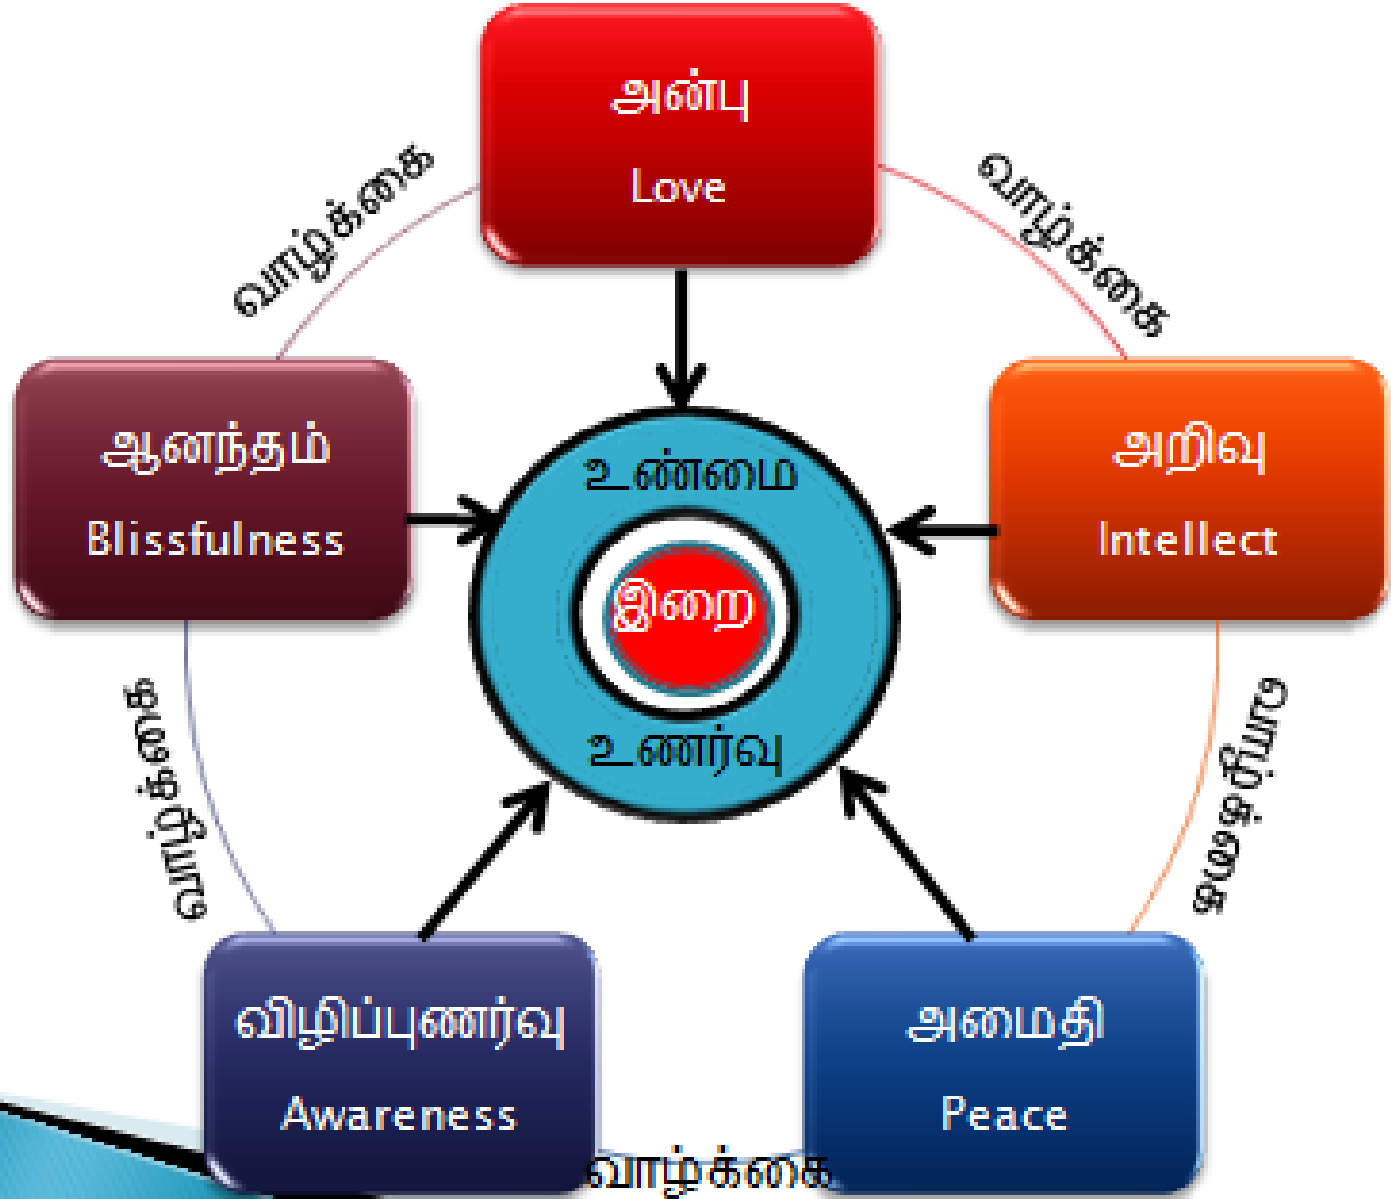 அன்பு
Love
வாழ்க்கை
வாழ்க்கை
ஆனந்தம்
Blissfulness
அறிவு
Intellect
உண்மை
இறை
உணர்வு
வாழ்க்கை
வாழ்க்கை
விழிப்புணர்வு
Awareness
அமைதி
Peace
வாழ்க்கை